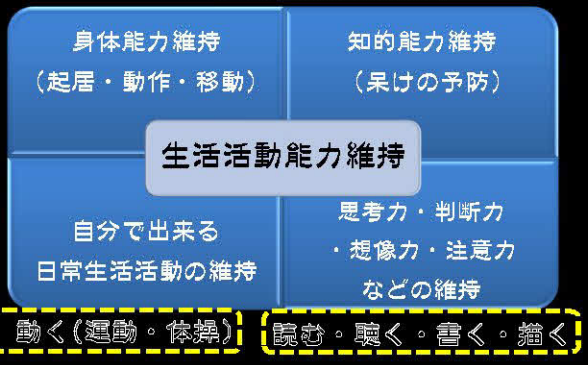 身体能力維持
(起居・動作・移動)
知的能力維持
(呆けの予防)
生活活動能力維持
自分で出来る
日常生活活動の維持
思考力・判断力
・想像力・注意力
などの維持
動く(運動・体操)
読む・聴く・書く・描く